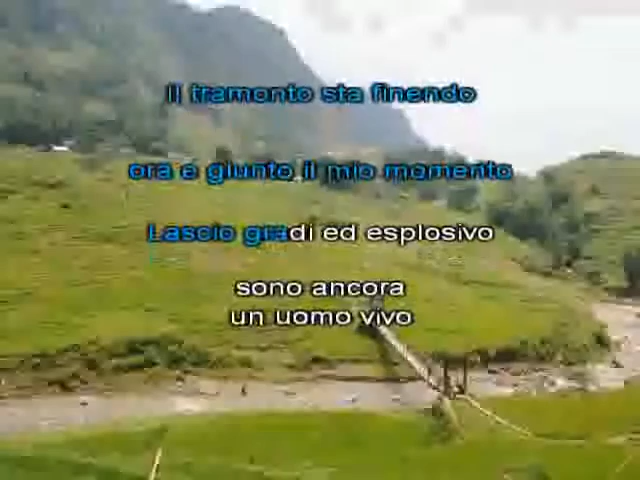 Il tramonto sta finendo
ora e giunto il mio momento
Lascio gradi ed esplosivo
sono ancora
un uomo vivo